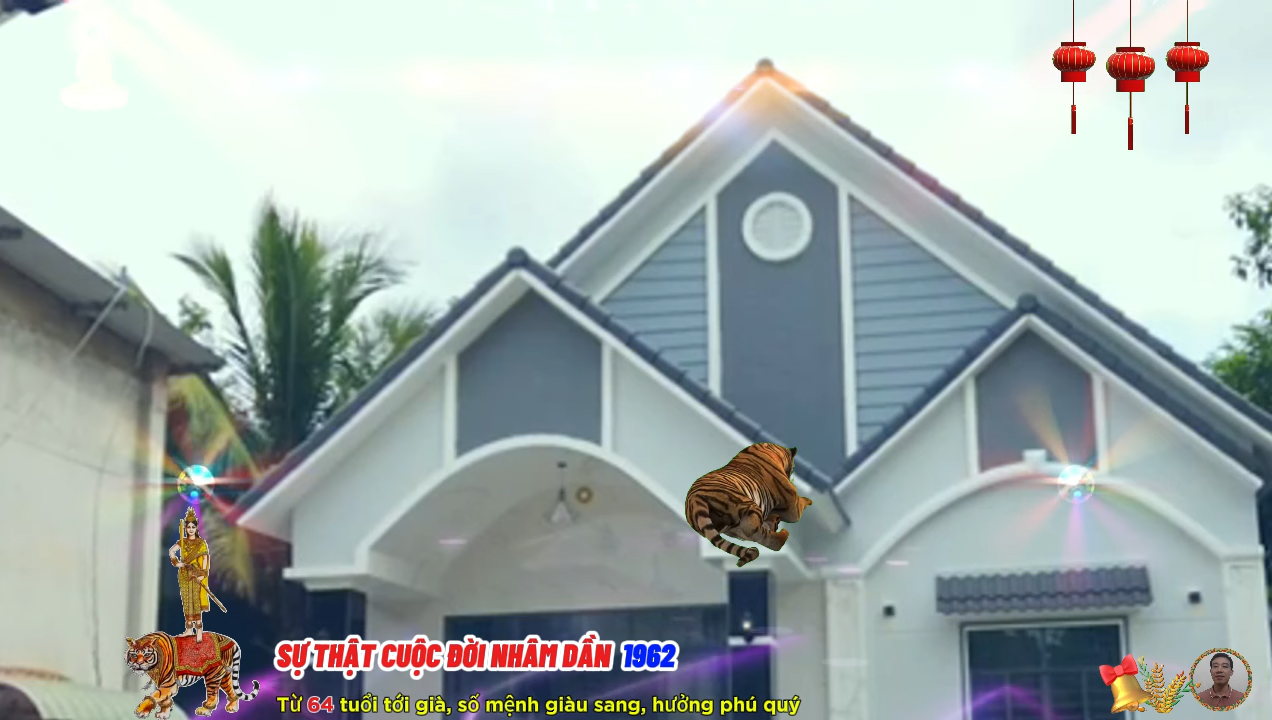 SỰ THẬT CUỘC ĐỜI NHÂM DẦN 1962
Từ 64 tuổi tới già, số mệnh giàu sang, hưởng phú quý